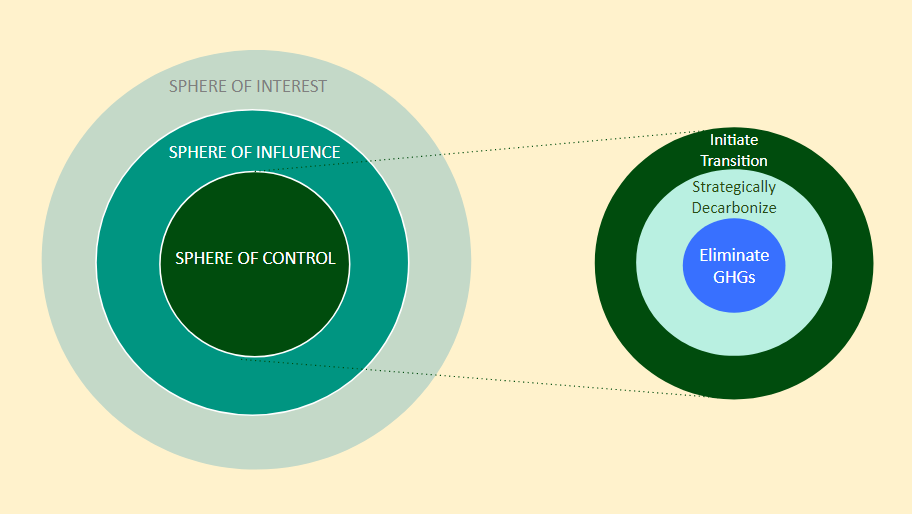 SPHERE OF INTEREST
SPHERE OF INFLUENCE
SPHERE OF CONTROL
Initiate
Transition
Strategically
Decarbonize
Eliminate
GHGs